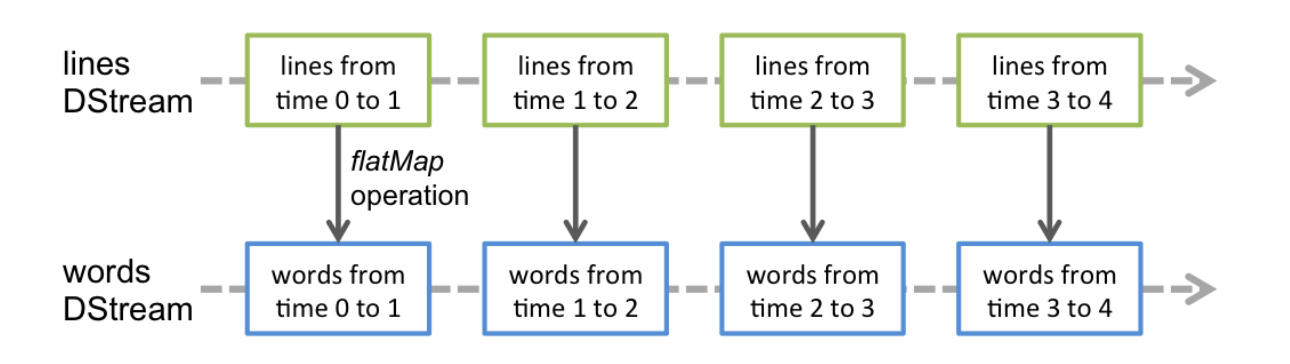 lines
DStream
lines from
time 0 to 1
lines from
time 1 to 2
lines from
time 2 to 3
lines from
time 3 to 4
flatMap
operation
words
DStream
words from
time 0 to 1
words from
time 1 to 2
words from
time 2 to 3
words from
time 3 to 4